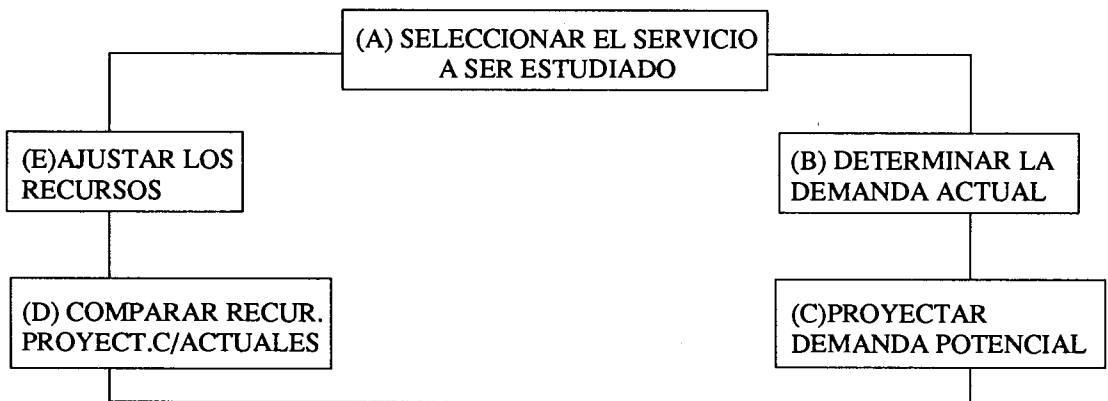 (A) SELECCIONAR EL SERVICIO
A SER ESTUDIADO
(E)AJUSTAR LOS
RECURSOS
(B) DETERMINAR LA
DEMANDA ACTUAL
(D) COMPARAR RECUR.
PROYECT.C/ACTUALES
(C)PROYECTAR
DEMANDA POTENCIAL